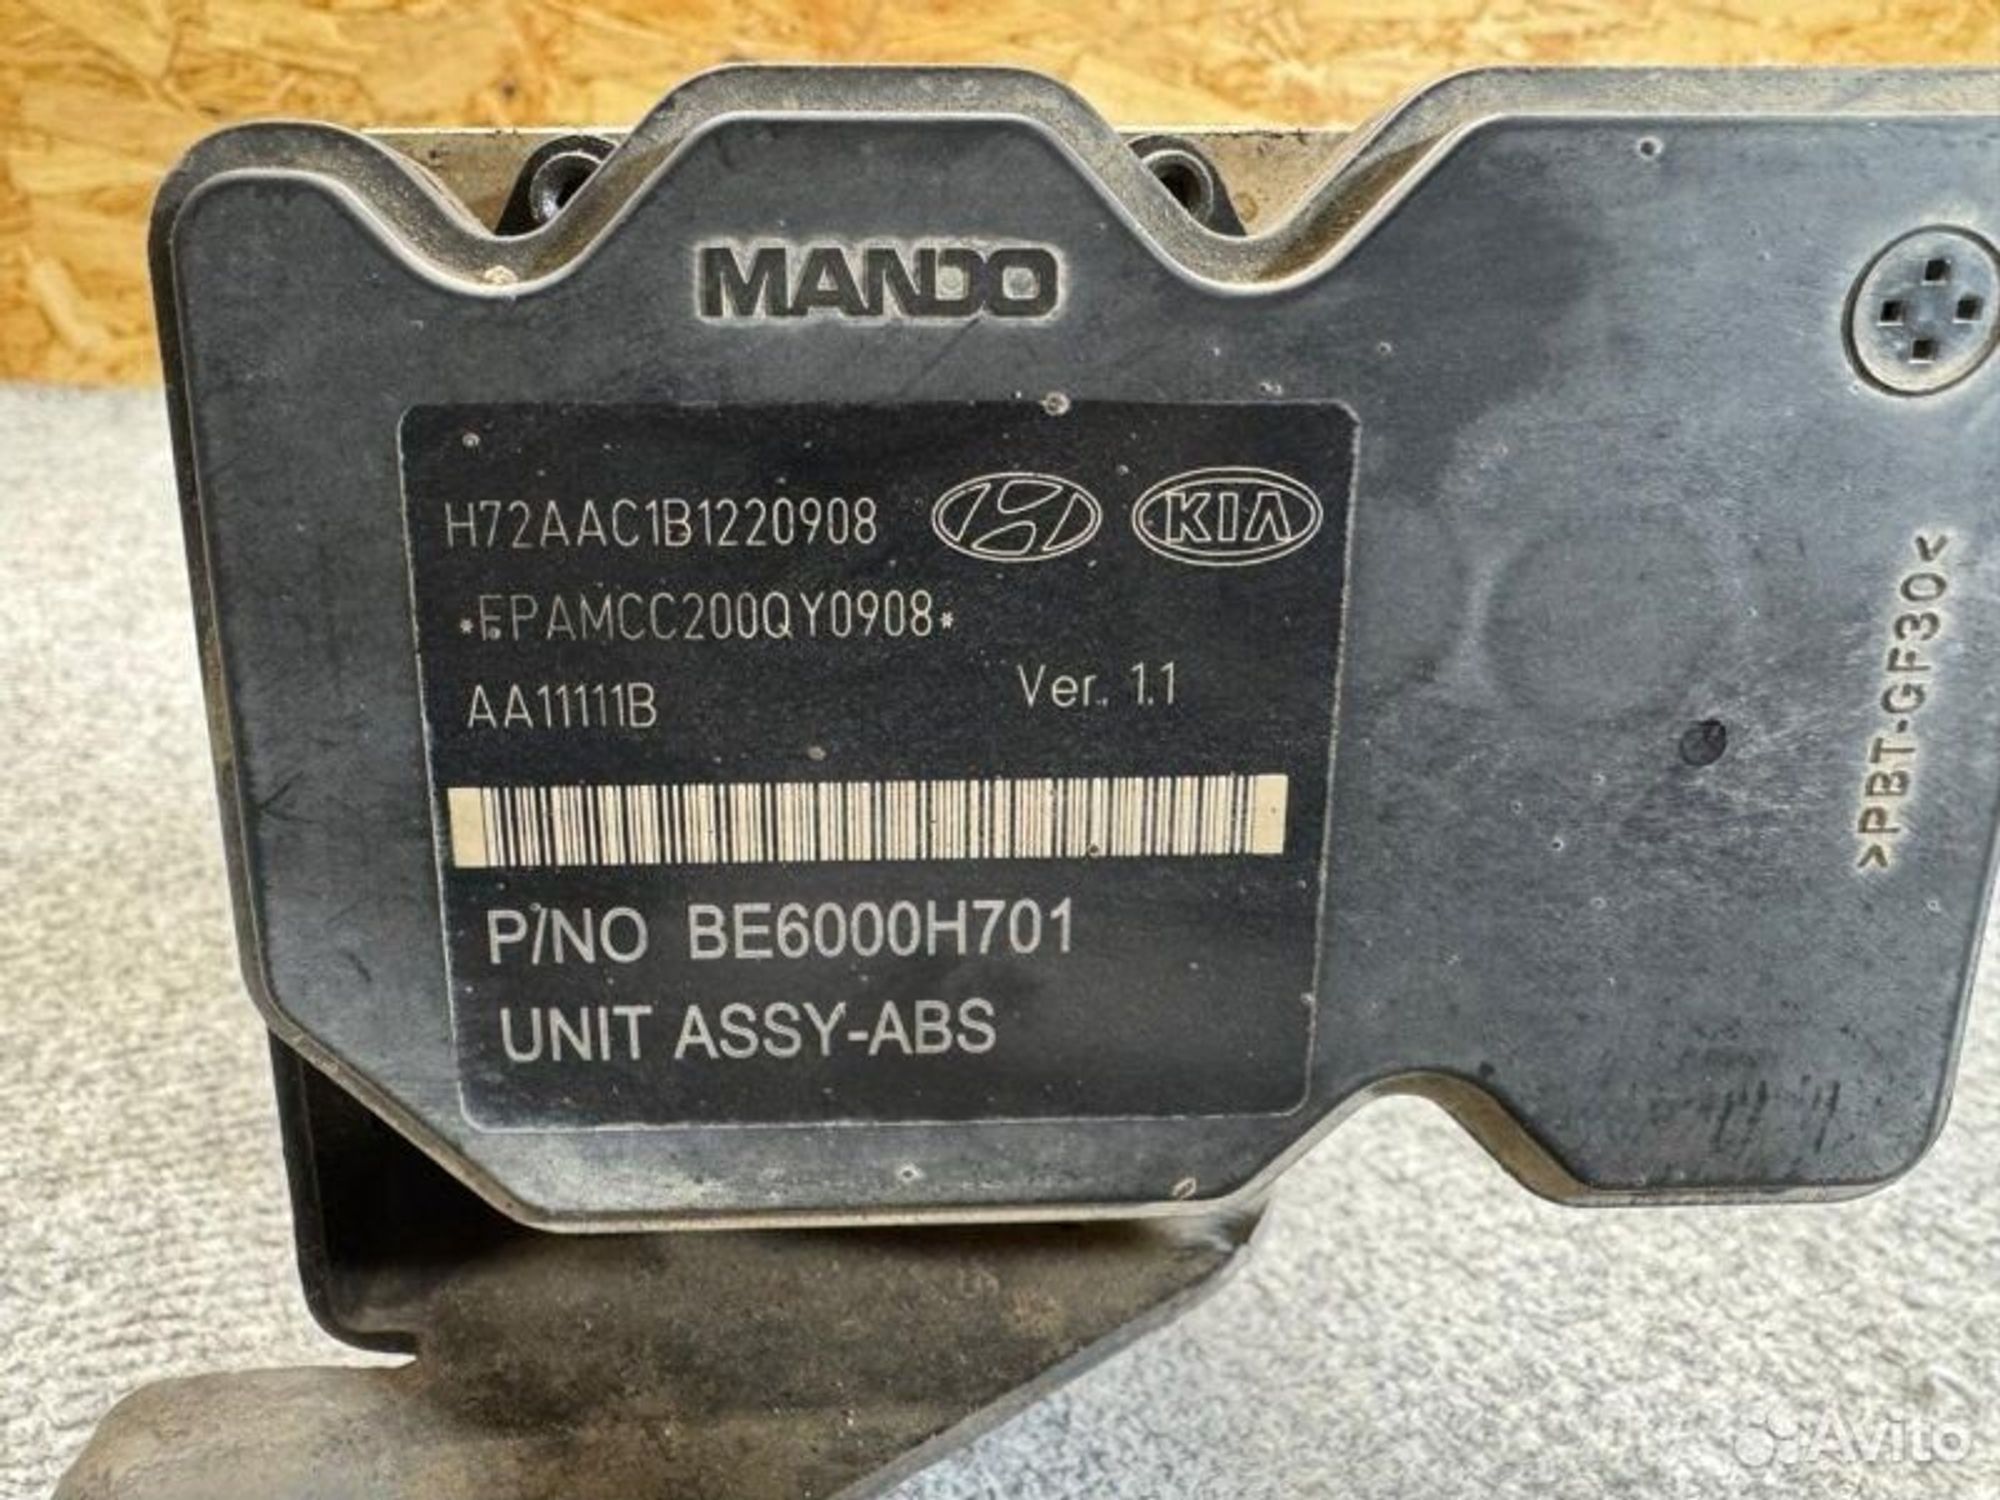 MANDO
H72AAC1B1220908 KIA
*EPAMCC200QY0908*
AA11111B Ver. 1.1
P/NO BE6000H701
UNIT ASSY-ABS
>PBT-GF30<
Avito